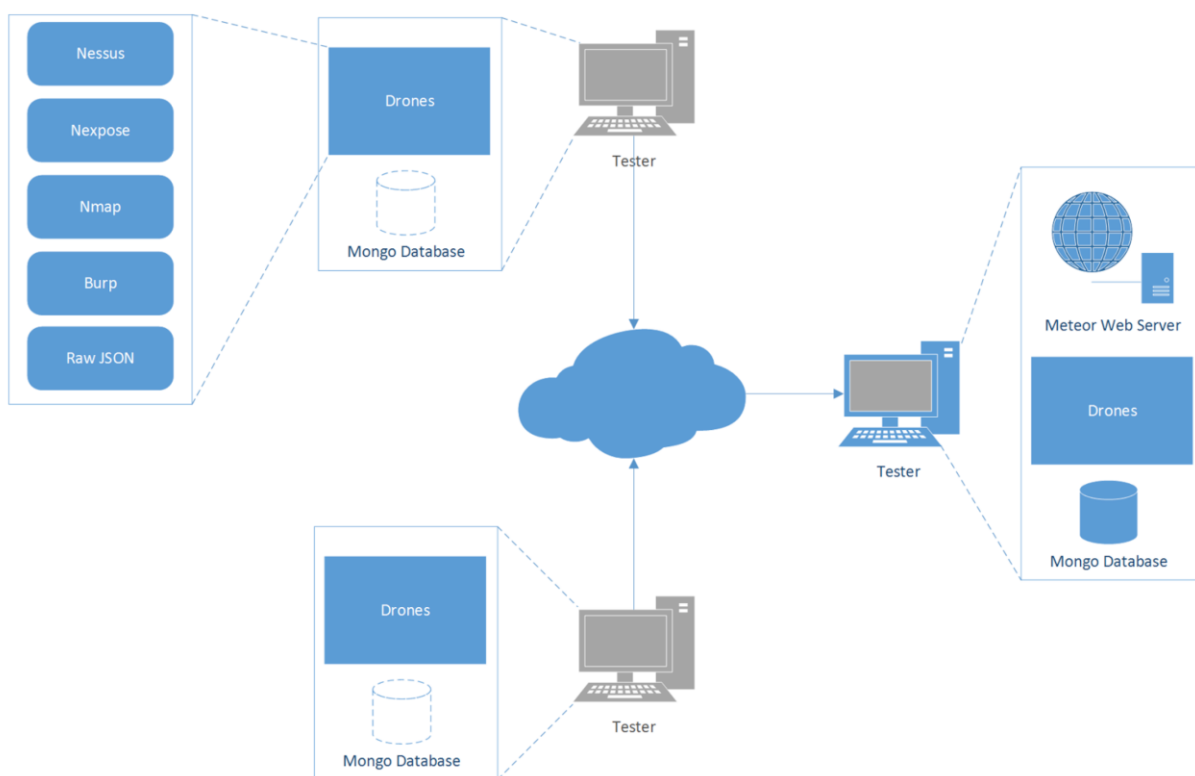 Nessus
Nexpose
Nmap
Burp
Raw JSON
Drones
Mongo Database
Tester
Meteor Web Server
Drones
Mongo Database
Tester
Drones
Mongo Database
Tester